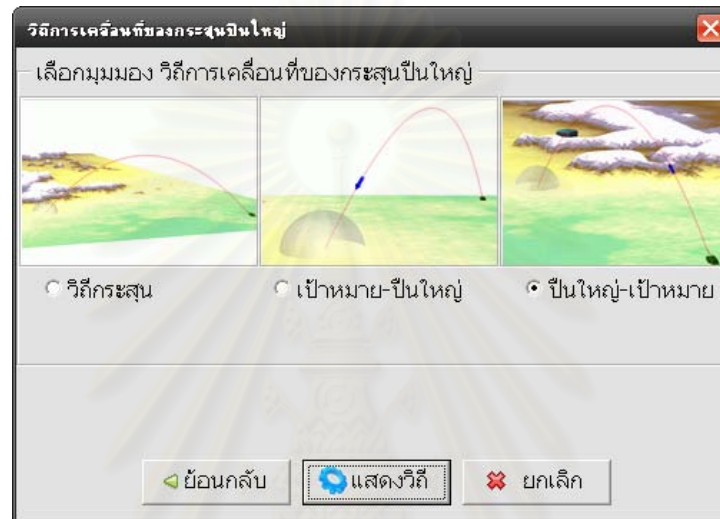 วิถีการเคลื่อนที่ของกระสุนปืนใหญ่
เลือกมุมมอง วิถีการเคลื่อนที่ของกระสุนปืนใหญ่
วิถีกระสุน เป้าหมาย-ปืนใหญ่ ปืนใหญ่-เป้าหมาย
ย้อนกลับ แสดงวิถี ยกเลิก